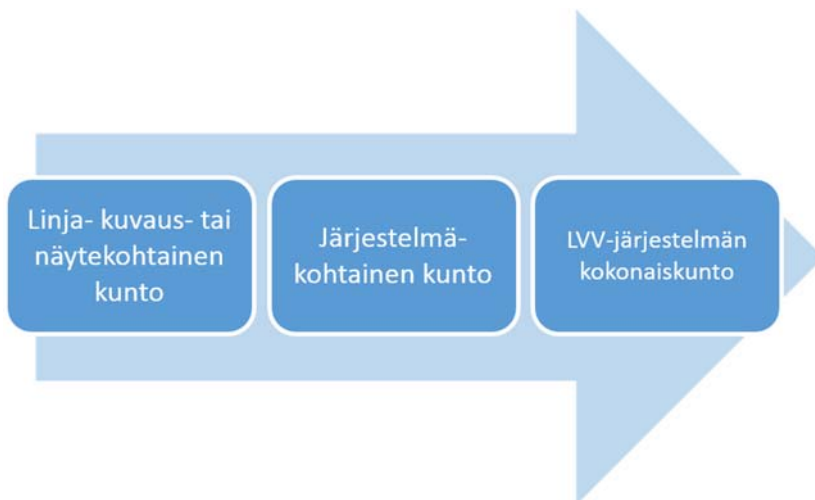 Linja- kuvaus- tai
näytekohtainen
kunto
Järjestelmä-
kohtainen kunto
LVV-järjestelmän
kokonaiskunto